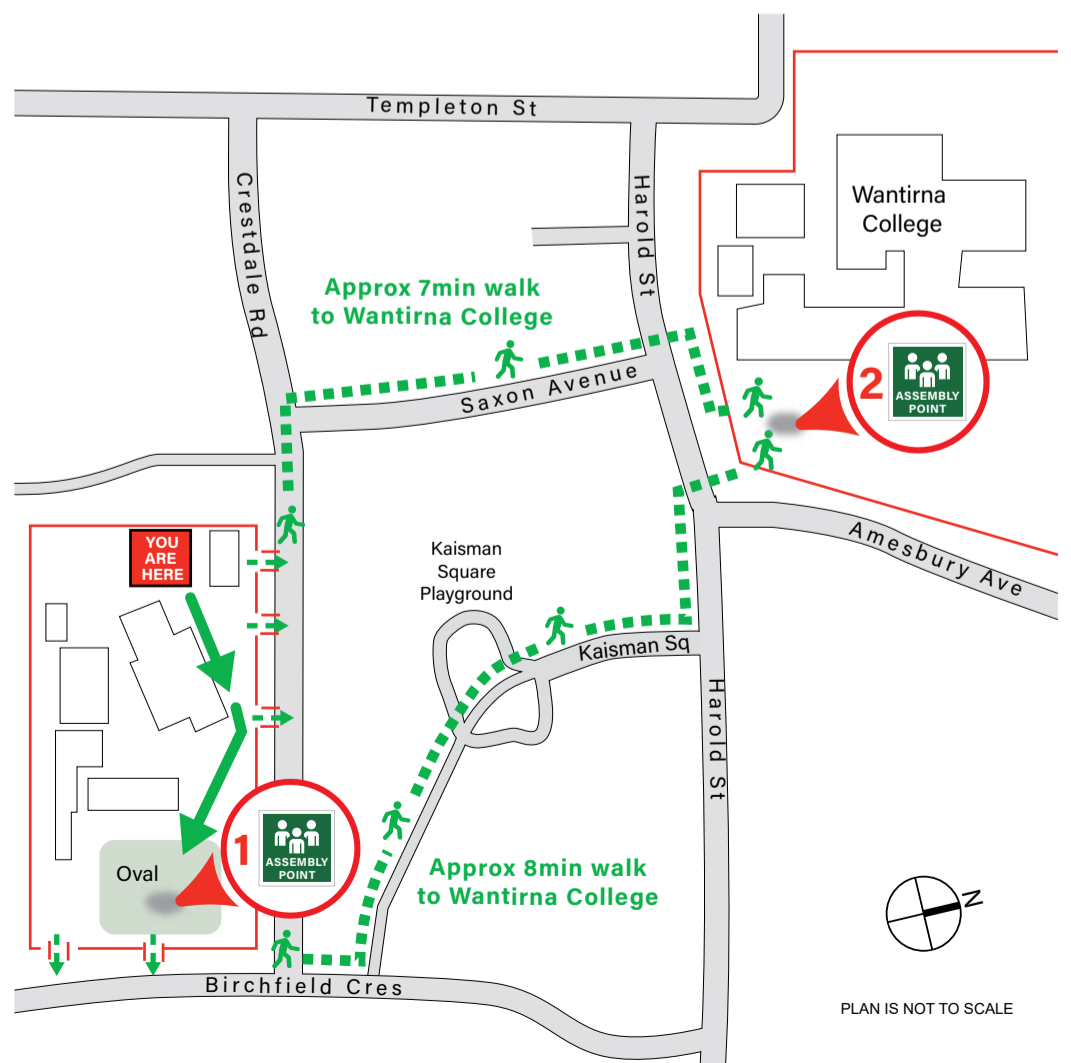 Templeton St
Crestdale Rd
Harold St
Wantirna
College
Approx 7min walk
to Wantirna College
Saxon Avenue
2
ASSEMBLY
POINT
Amesbury Ave
YOU
ARE
HERE
Kaisman
Square
Playground
Kaisman Sq
Harold St
1
ASSEMBLY
POINT
Oval
Approx 8min walk
to Wantirna College
N
Birchfield Cres
PLAN IS NOT TO SCALE